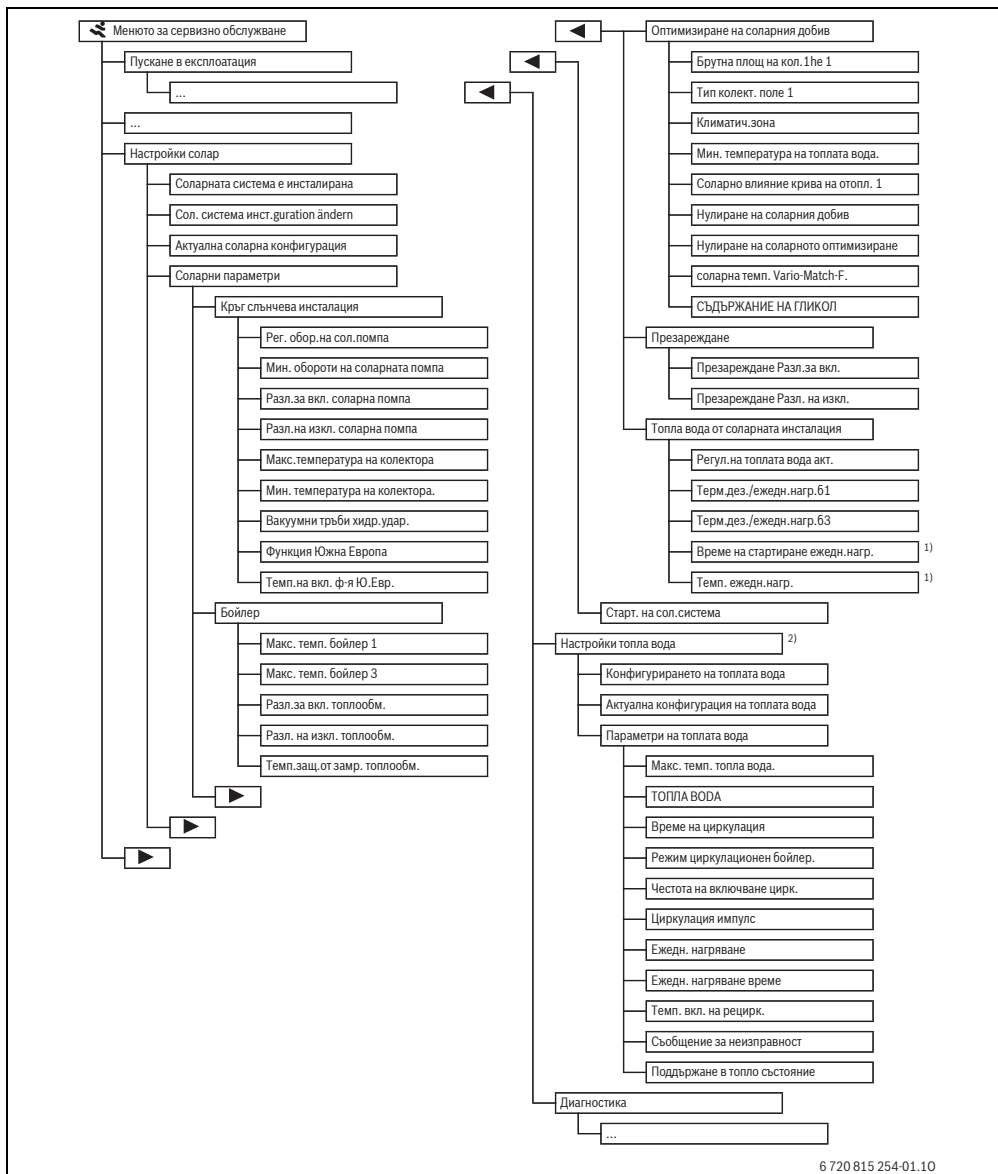 Менюто за сервизно обслужване
Пускане в експлоатация
...
...
Настройки солар
Соларната система е инсталирана
Сол. система инст.guration ändern
Актуална соларна конфигурация
Соларни параметри
Кръг слънчева инсталация
Рег. обор.на сол.помпа
Мин. обороти на соларната помпа
Разл.за вкл. соларна помпа
Разл.на изкл. соларна помпа
Макс.температура на колектора
Мин. температура на колектора.
Вакуумни тръби хидр.удар.
Функция Южна Европа
Темп.на вкл. ф-я Ю.Евр.
Бойлер
Макс. темп. бойлер 1
Макс. темп. бойлер 3
Разл.за вкл. топлообм.
Разл. на изкл. топлообм.
Темп.защ.от замр. топлообм.
Оптимизиране на соларния добив
Брутна площ на кол.1he 1
Тип колект. поле 1
Климатич.зона
Мин. температура на топлата вода.
Соларно влияние крива на отопл. 1
Нулиране на соларния добив
Нулиране на соларното оптимизиране
соларна темп. Vario-Match-F.
СЪДЪРЖАНИЕ НА ГЛИКОЛ
Презареждане
Презареждане Разл.за вкл.
Презареждане Разл. на изкл.
Топла вода от соларната инсталация
Регул.на топлата вода акт.
Терм.дез./ежедн.нагр.б1
Терм.дез./ежедн.нагр.б3
Време на стартиране ежедн.нагр. 1)
Темп. ежедн.нагр. 1)
Старт. на сол.система
Настройки топла вода 2)
Конфигурирането на топлата вода
Актуална конфигурация на топлата вода
Параметри на топлата вода
Макс. темп. топла вода.
ТОПЛА BODA
Време на циркулация
Режим циркулационен бойлер.
Честота на включване цирк.
Циркулация импулс
Ежедн. нагряване
Ежедн. нагряване време
Темп. вкл. на рецирк.
Съобщение за неизправност
Поддържане в топло състояние
Диагностика
...
6 720 815 254-01.1O